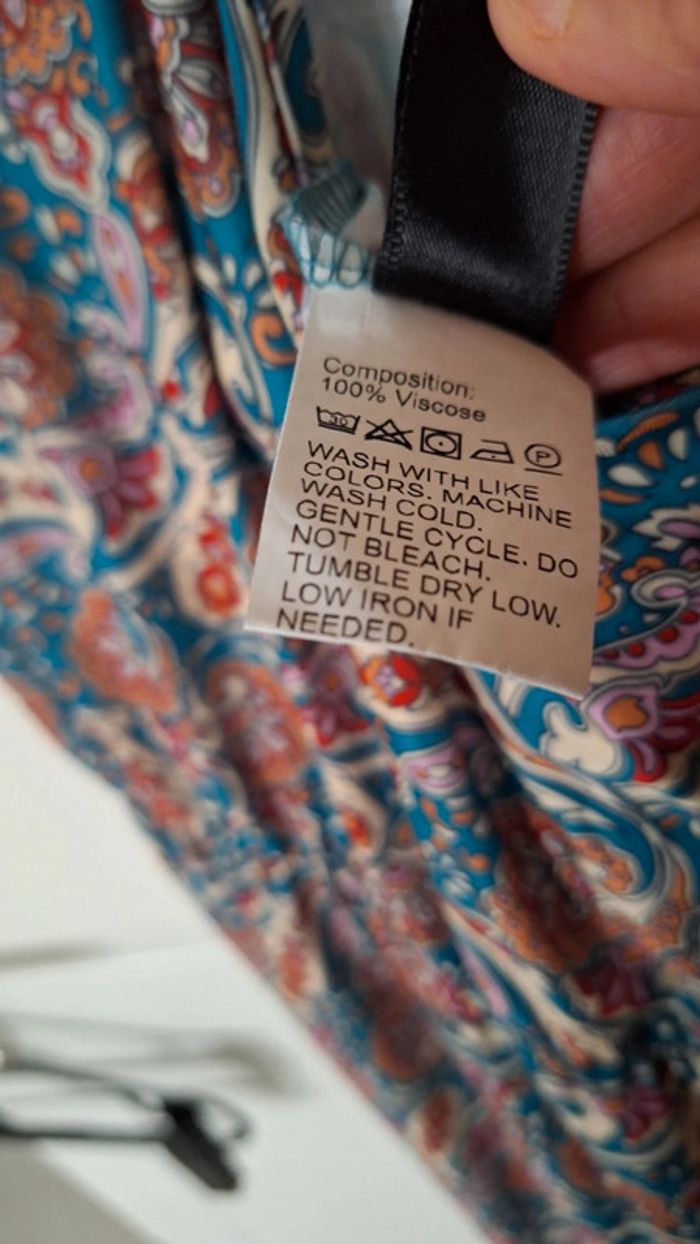 Composition:
100% Viscose
30 P
WASH WITH LIKE
COLORS. MACHINE
WASH COLD.
GENTLE CYCLE. DO
NOT BLEACH.
TUMBLE DRY LOW.
LOW IRON IF
NEEDED.